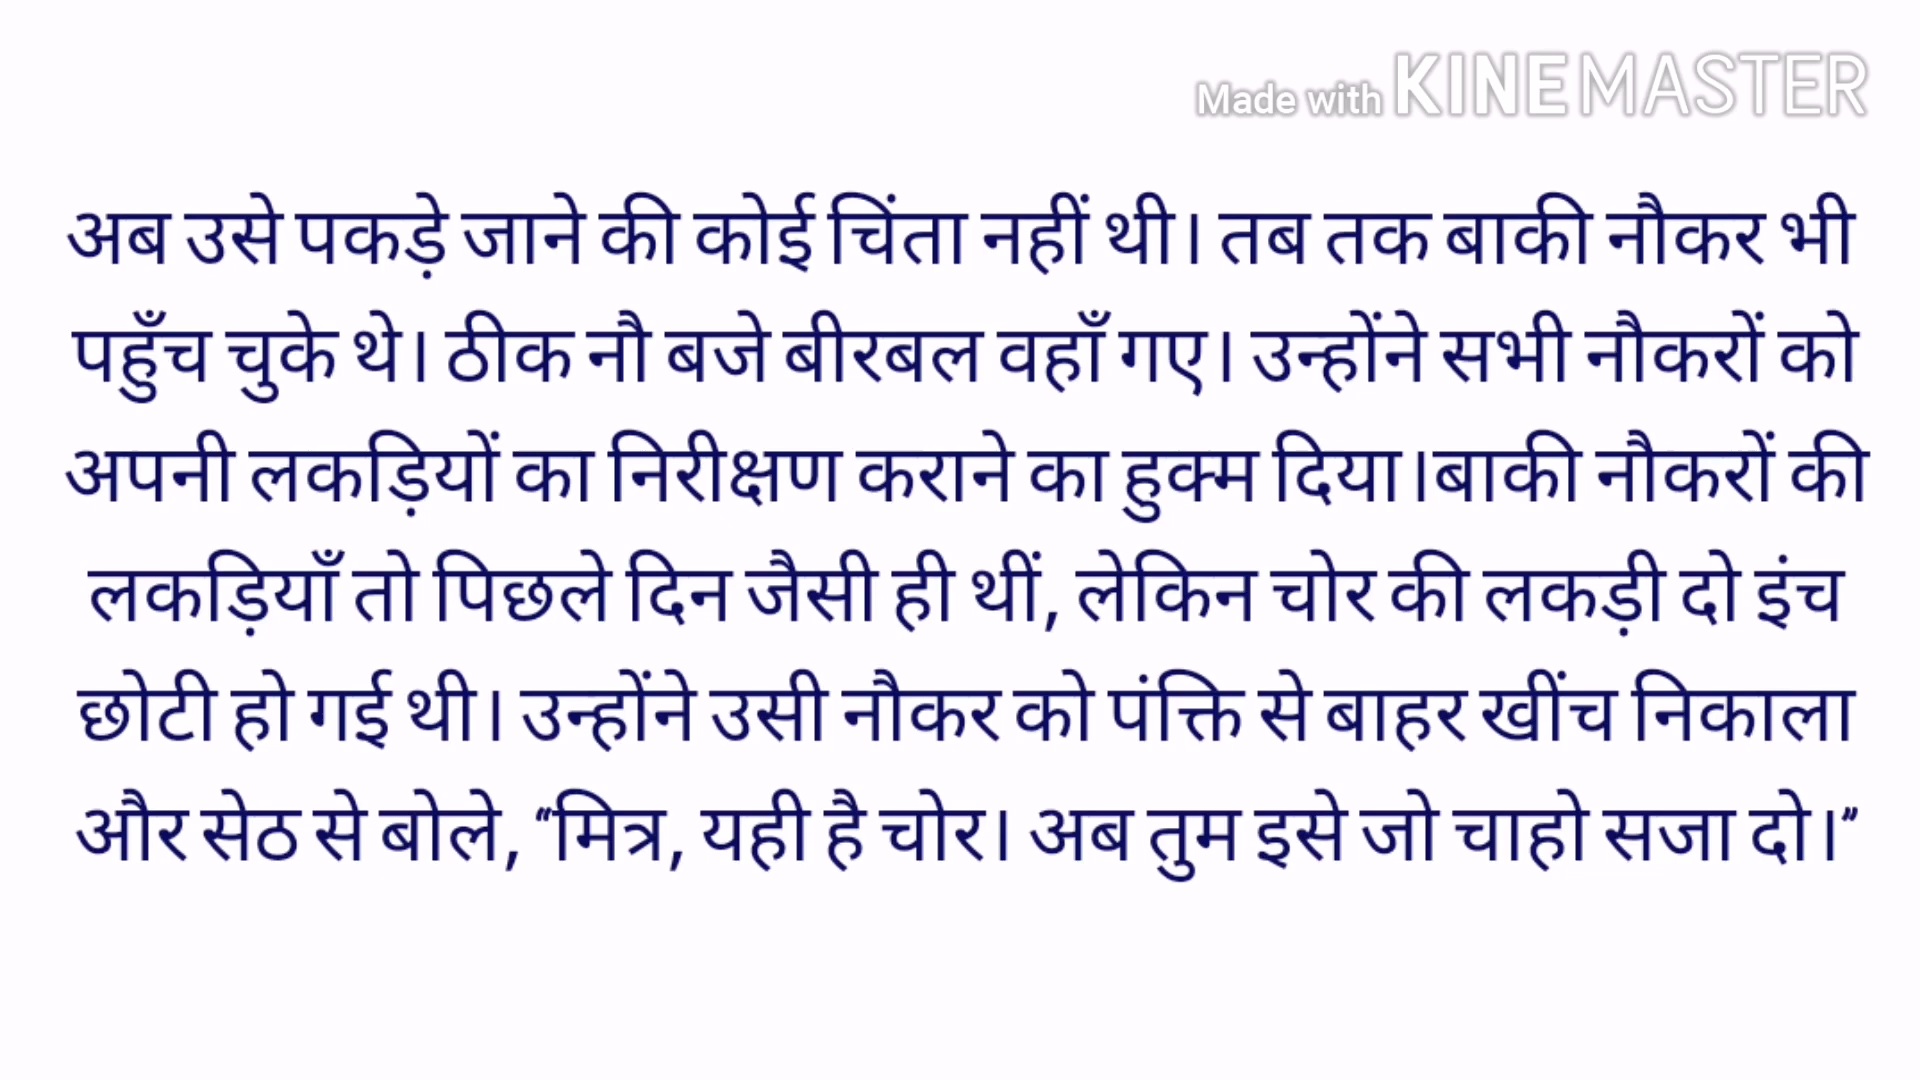 Made with KINEMASTER
अब उसे पकड़े जाने की कोई चिंता नहीं थी। तब तक बाकी नौकर भी
पहुँच चुके थे। ठीक नौ बजे बीरबल वहाँ गए। उन्होंने सभी नौकरों को
अपनी लकड़ियों का निरीक्षण कराने का हुक्म दिया।बाकी नौकरों की
लकड़ियाँ तो पिछले दिन जैसी ही थीं, लेकिन चोर की लकड़ी दो इंच
छोटी हो गई थी। उन्होंने उसी नौकर को पंक्ति से बाहर खींच निकाला
और सेठ से बोले, “मित्र, यही है चोर। अब तुम इसे जो चाहो सजा दो।”